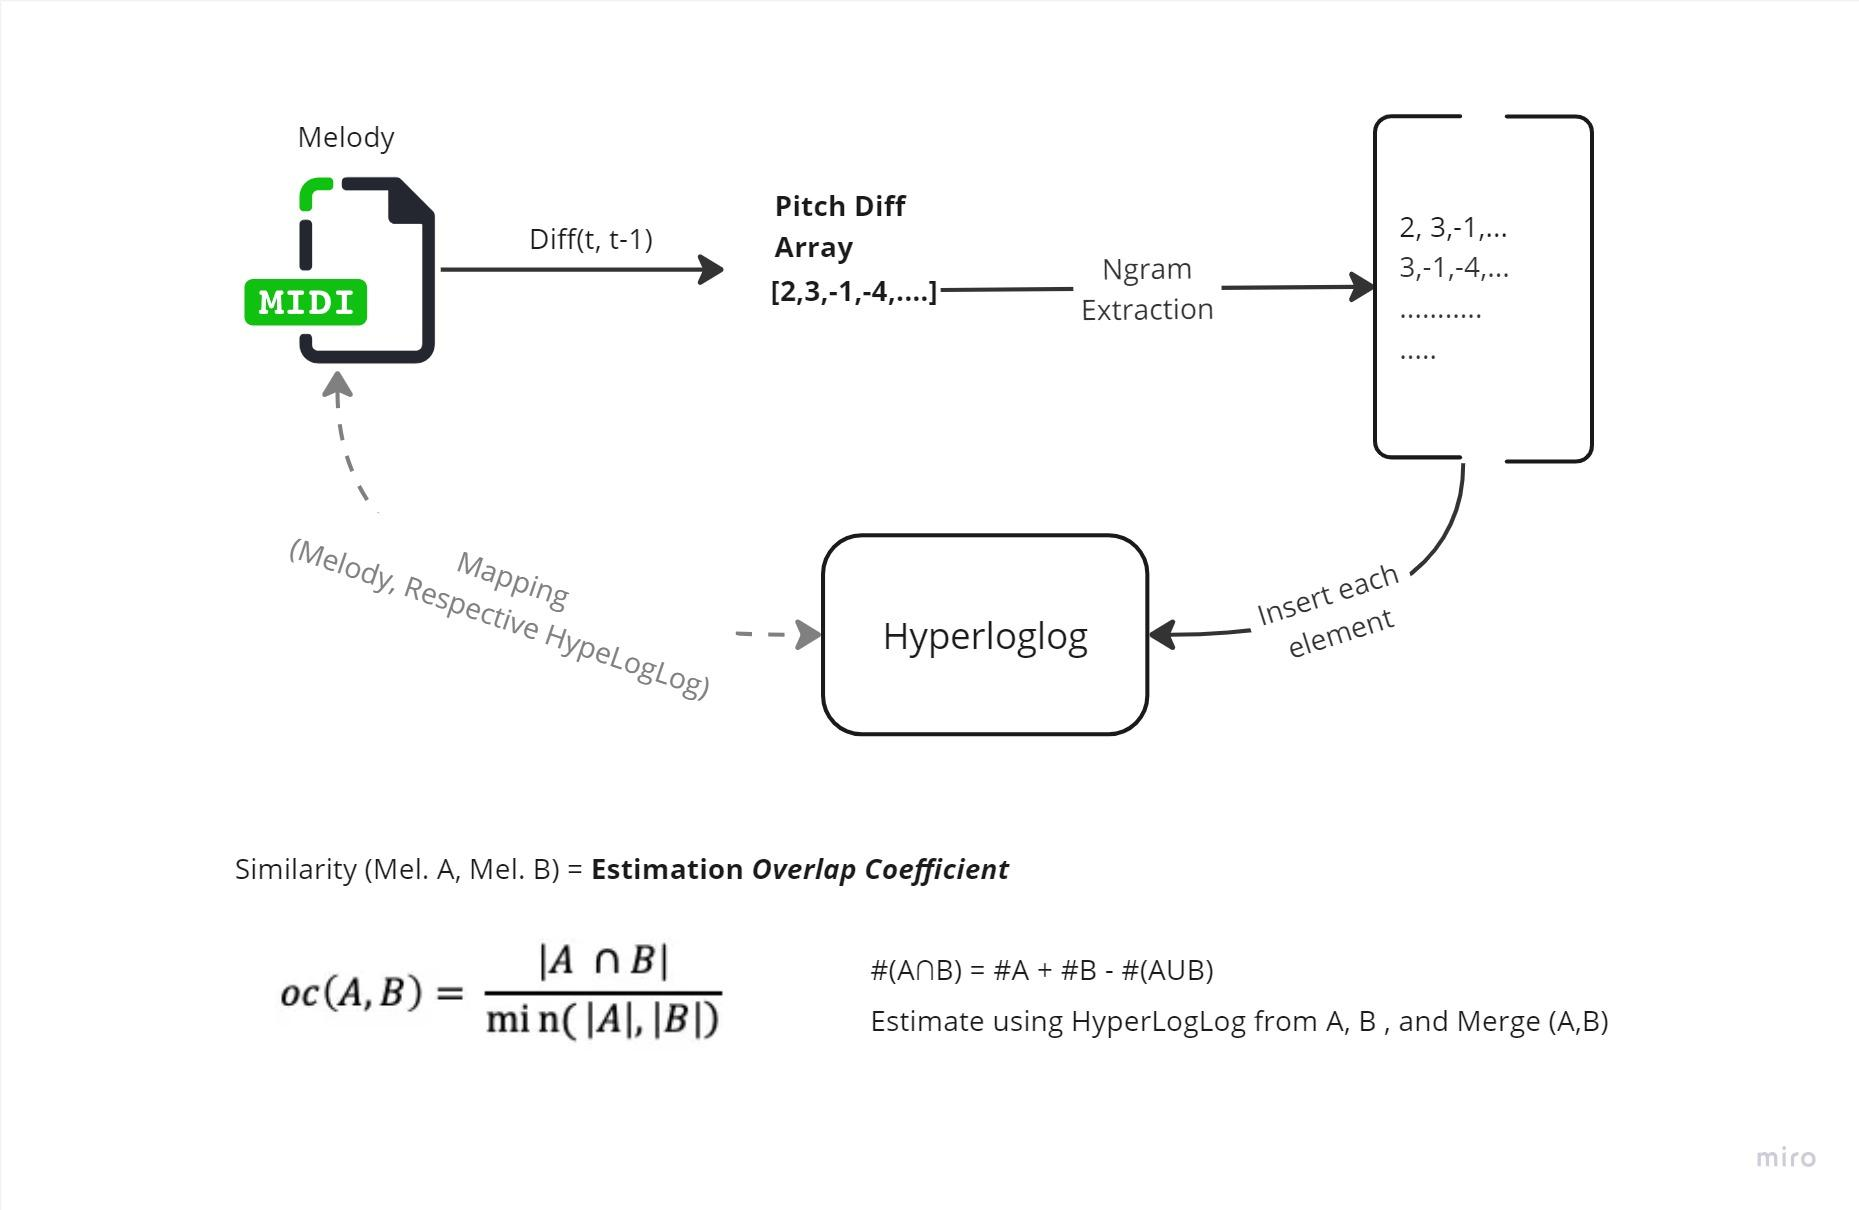 Melody
MIDI
Diff(t, t-1)
Pitch Diff
Array
[2,3,-1,-4,....]
Ngram
Extraction
2, 3,-1,...
3,-1,-4,...
...........
.....
Insert each
element
Hyperloglog
Mapping
(Melody, Respective HypeLogLog)
Similarity (Mel. A, Mel. B) = Estimation Overlap Coefficient
oc(A, B) = |A ∩ B| / min( |A|, |B|)
#(A∩B) = #A + #B - #(AUB)
Estimate using HyperLogLog from A, B , and Merge (A,B)
miro